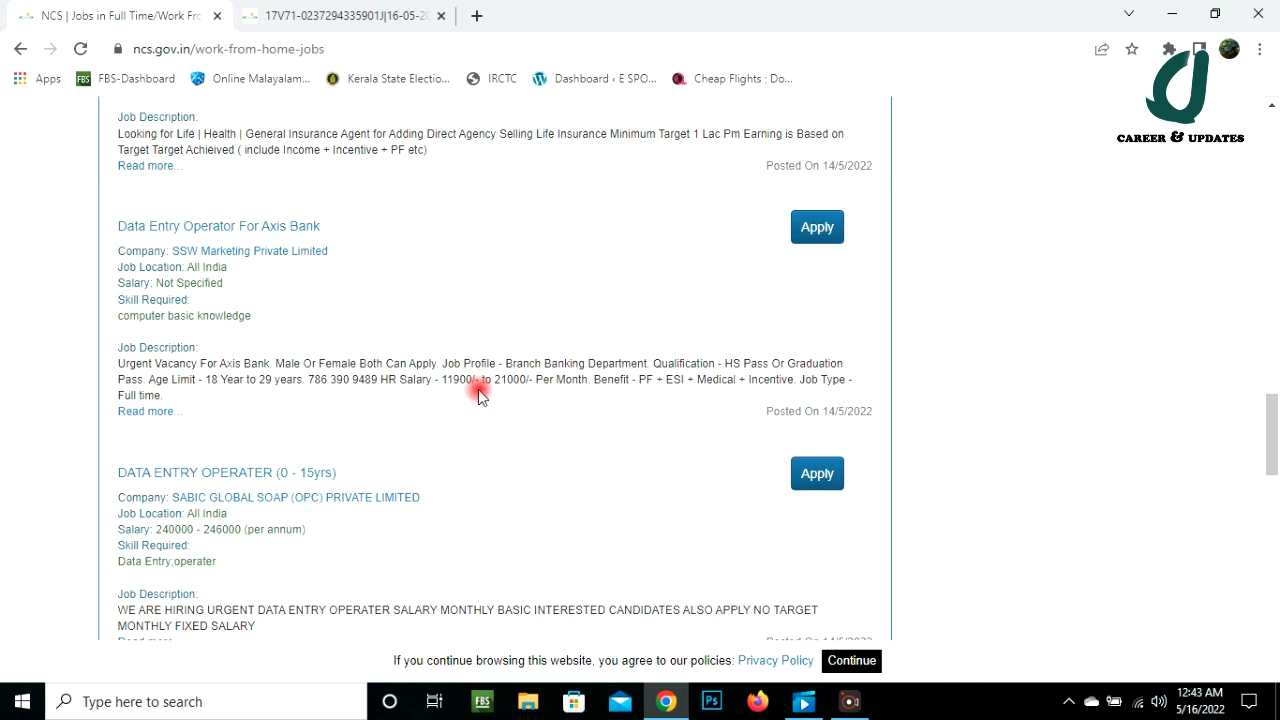 NCS | Jobs in Full Time/Work Fro
17V71-0237294335901J|16-05-20
ncs.gov.in/work-from-home-jobs
Apps
FBS
FBS-Dashboard
Online Malayalam...
Kerala State Electio...
IRCTC
Dashboard ‹ E SPO...
Cheap Flights ; Do...
CAREER & UPDATES
Job Description:
Looking for Life | Health | General Insurance Agent for Adding Direct Agency Selling Life Insurance Minimum Target 1 Lac Pm Earning is Based on
Target Target Achieived ( include Income + Incentive + PF etc)
Read more...
Posted On 14/5/2022
Data Entry Operator For Axis Bank
Apply
Company: SSW Marketing Private Limited
Job Location: All India
Salary: Not Specified
Skill Required:
computer basic knowledge
Job Description:
Urgent Vacancy For Axis Bank. Male Or Female Both Can Apply. Job Profile - Branch Banking Department. Qualification - HS Pass Or Graduation
Pass. Age Limit - 18 Year to 29 years. 786 390 9489 HR Salary - 11900/- to 21000/- Per Month. Benefit - PF + ESI + Medical + Incentive. Job Type -
Full time.
Read more...
Posted On 14/5/2022
DATA ENTRY OPERATER (0 - 15yrs)
Apply
Company: SABIC GLOBAL SOAP (OPC) PRIVATE LIMITED
Job Location: All India
Salary: 240000 - 246000 (per annum)
Skill Required:
Data Entry;operater
Job Description:
WE ARE HIRING URGENT DATA ENTRY OPERATER SALARY MONTHLY BASIC INTERESTED CANDIDATES ALSO APPLY NO TARGET
MONTHLY FIXED SALARY
If you continue browsing this website, you agree to our policies: Privacy Policy
Continue
Type here to search
FBS
Ps
12:43 AM
5/16/2022